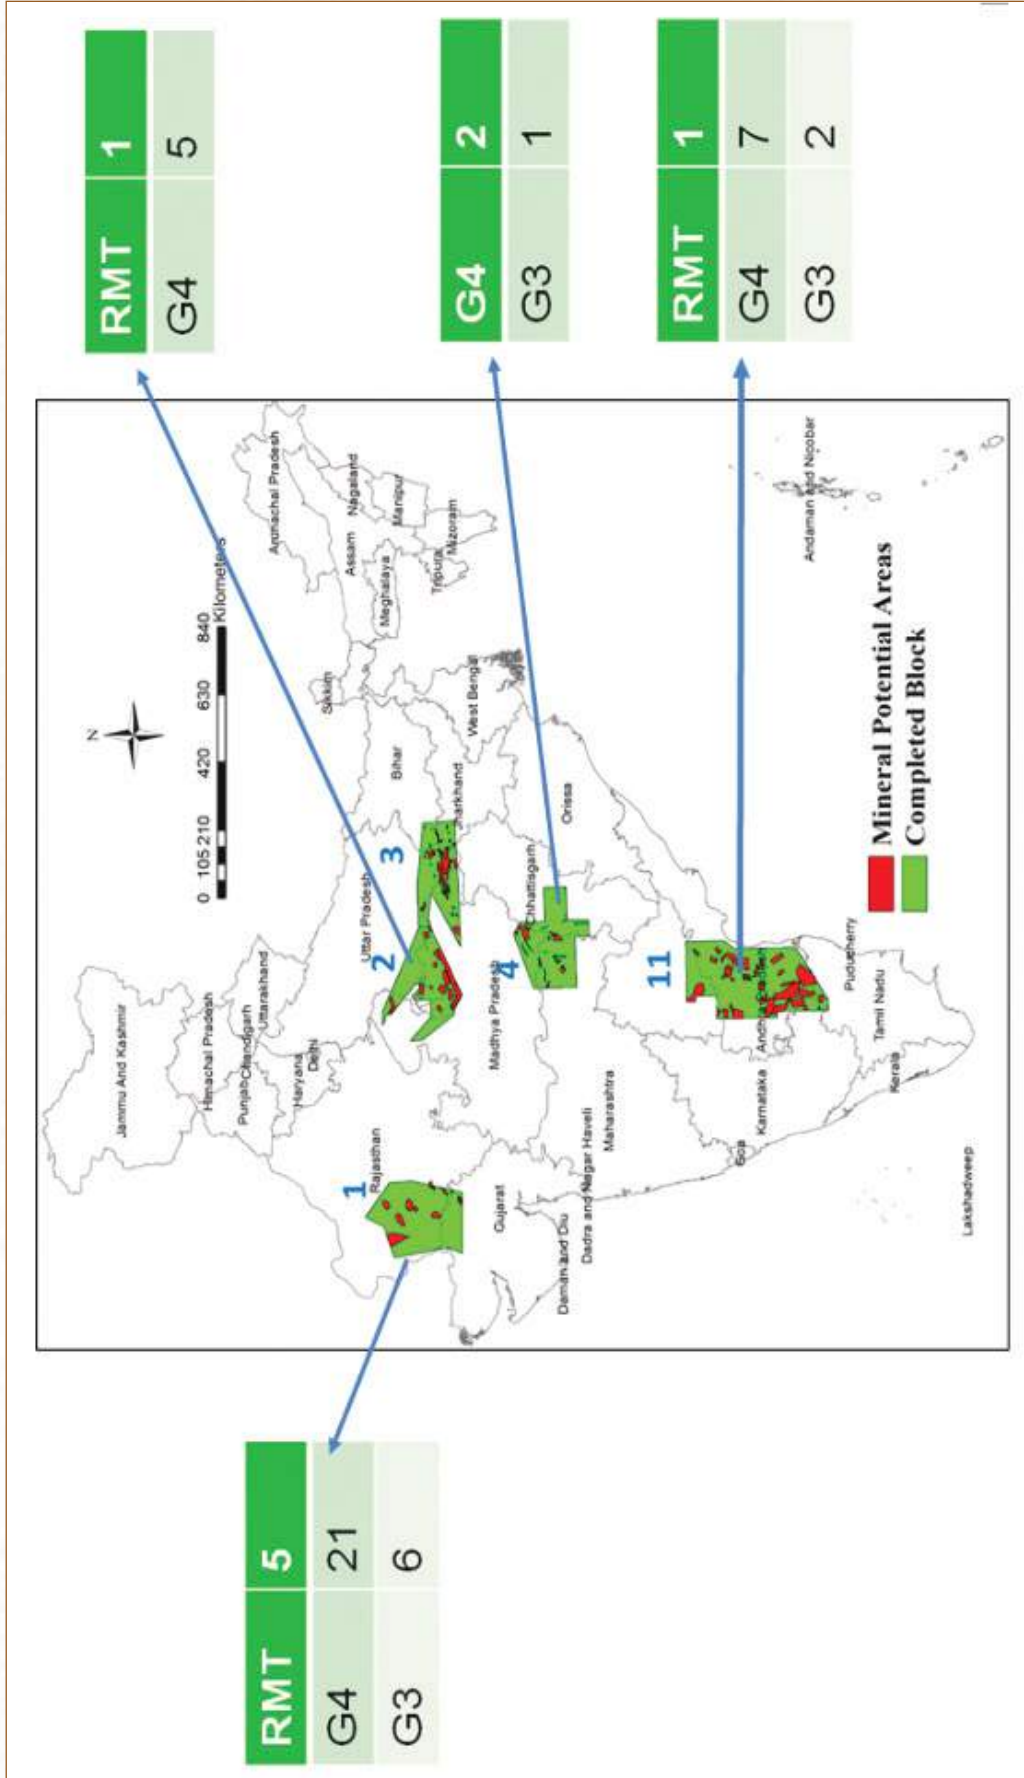 RMT 1
G4 5
G4 2
G3 1
RMT 1
G4 7
G3 2
RMT 5
G4 21
G3 6
N
0 105 210 420 630 840
Kilometers
Jammu And Kashmir
Himachal Pradesh
Punjab
Chandigarh
Uttarakhand
Haryana
Delhi
Arunachal Pradesh
Sikkim
Assam
Nagaland
Meghalaya
Manipur
Tripura
Mizoram
Rajasthan
1
Uttar Pradesh
2
3
Bihar
Jharkhand
West Bengal
Gujarat
Madhya Pradesh
4
Chhattisgarh
Orissa
Daman and Diu
Dadra and Nagar Haveli
Maharashtra
11
Goa
Karnataka
Andhra Pradesh
Puducherry
Tamil Nadu
Kerala
Lakshadweep
Andaman and Nicobar
Mineral Potential Areas
Completed Block